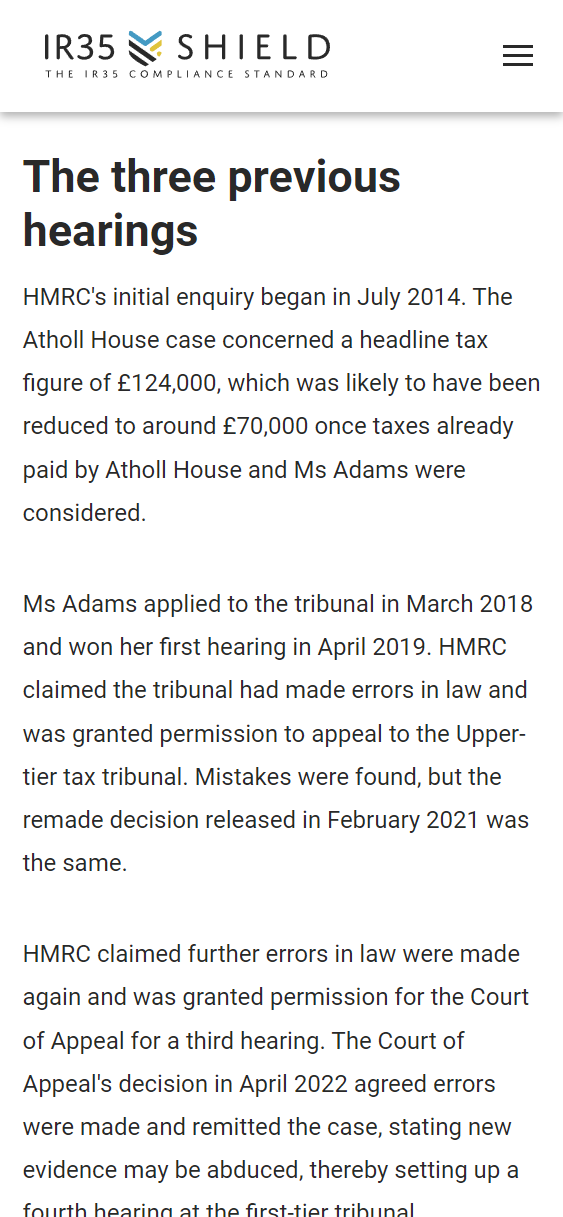 IR35 SHIELD
THE IR35 COMPLIANCE STANDARD
The three previous
hearings
HMRC's initial enquiry began in July 2014. The
Atholl House case concerned a headline tax
figure of £124,000, which was likely to have been
reduced to around £70,000 once taxes already
paid by Atholl House and Ms Adams were
considered.
Ms Adams applied to the tribunal in March 2018
and won her first hearing in April 2019. HMRC
claimed the tribunal had made errors in law and
was granted permission to appeal to the Upper-
tier tax tribunal. Mistakes were found, but the
remade decision released in February 2021 was
the same.
HMRC claimed further errors in law were made
again and was granted permission for the Court
of Appeal for a third hearing. The Court of
Appeal's decision in April 2022 agreed errors
were made and remitted the case, stating new
evidence may be abduced, thereby setting up a
fourth hearing at the first-tier tribunal